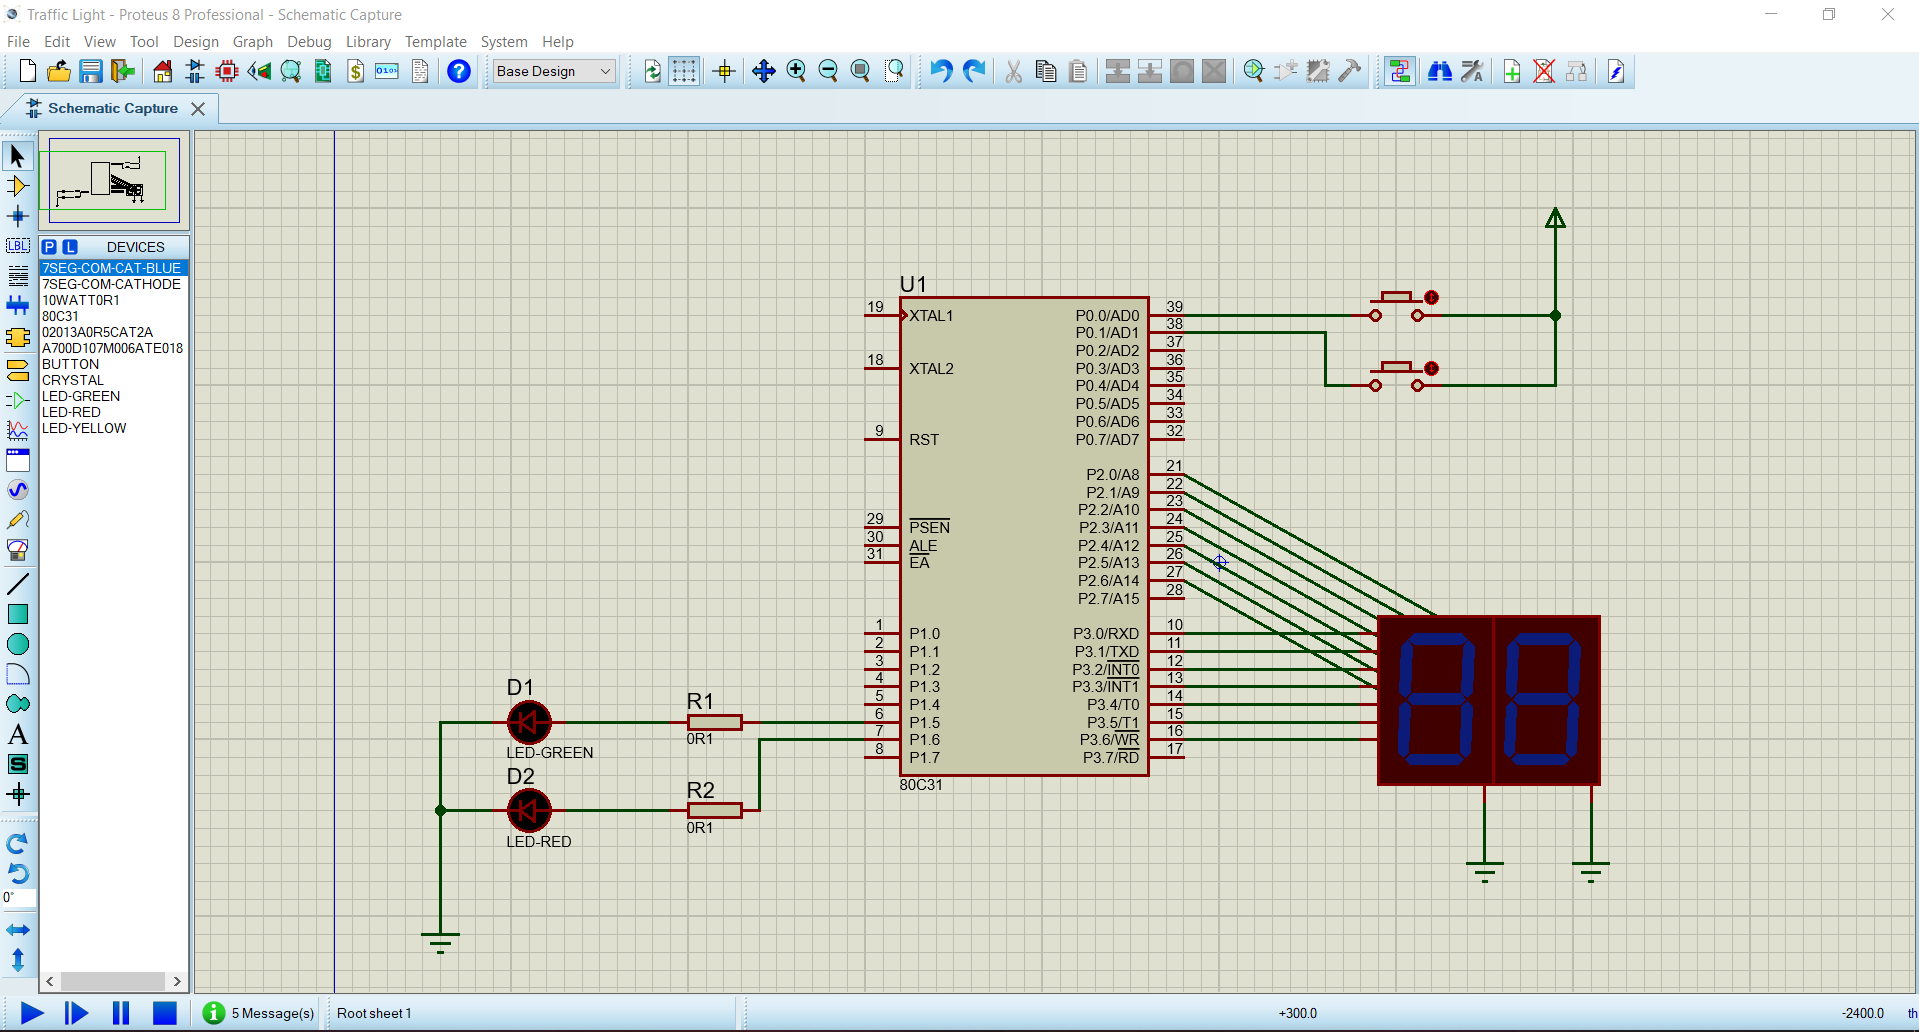 Traffic Light - Proteus 8 Professional - Schematic Capture
File Edit View Tool Design Graph Debug Library Template System Help
Base Design
Schematic Capture
P L DEVICES
7SEG-COM-CAT-BLUE
7SEG-COM-CATHODE
10WATT0R1
80C31
02013A0R5CAT2A
A700D107M006ATE018
BUTTON
CRYSTAL
LED-GREEN
LED-RED
LED-YELLOW
LBL
A
S
0°
U1
19 XTAL1
18 XTAL2
9 RST
29 PSEN
30 ALE
31 EA
1 P1.0
2 P1.1
3 P1.2
4 P1.3
5 P1.4
6 P1.5
7 P1.6
8 P1.7
P0.0/AD0 39
P0.1/AD1 38
P0.2/AD2 37
P0.3/AD3 36
P0.4/AD4 35
P0.5/AD5 34
P0.6/AD6 33
P0.7/AD7 32
P2.0/A8 21
P2.1/A9 22
P2.2/A10 23
P2.3/A11 24
P2.4/A12 25
P2.5/A13 26
P2.6/A14 27
P2.7/A15 28
P3.0/RXD 10
P3.1/TXD 11
P3.2/INT0 12
P3.3/INT1 13
P3.4/T0 14
P3.5/T1 15
P3.6/WR 16
P3.7/RD 17
80C31
D1
LED-GREEN
R1
0R1
D2
LED-RED
R2
0R1
5 Message(s)
Root sheet 1
+300.0
-2400.0
th